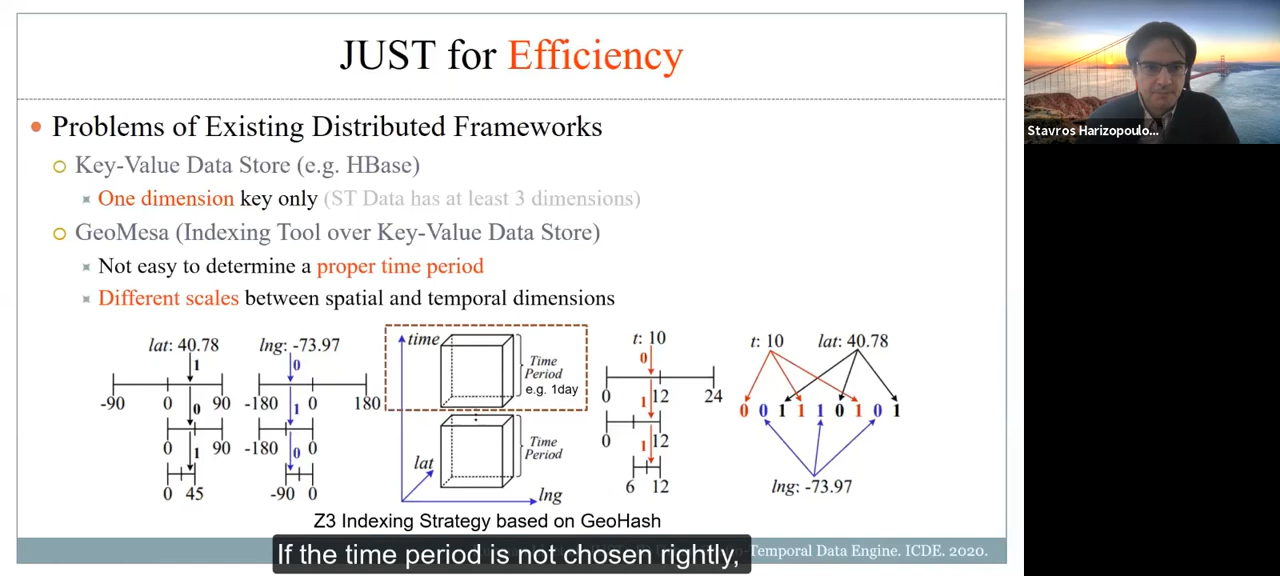 JUST for Efficiency
Stavros Harizopoulo...
Problems of Existing Distributed Frameworks
Key-Value Data Store (e.g. HBase)
One dimension key only (ST Data has at least 3 dimensions)
GeoMesa (Indexing Tool over Key-Value Data Store)
Not easy to determine a proper time period
Different scales between spatial and temporal dimensions
lat: 40.78
1
-90 0 90
0
0 90
1
0 45
lng: -73.97
0
-180 0 180
1
-180 0
0
-90 0
time
Time
Period
e.g. 1day
Time
Period
lat
lng
t: 10
0
0 12 24
1
0 12
1
6 12
t: 10 lat: 40.78
0 0 1 1 1 0 1 0 1
lng: -73.97
Z3 Indexing Strategy based on GeoHash
If the time period is not chosen rightly,
o-Temporal Data Engine. ICDE. 2020.